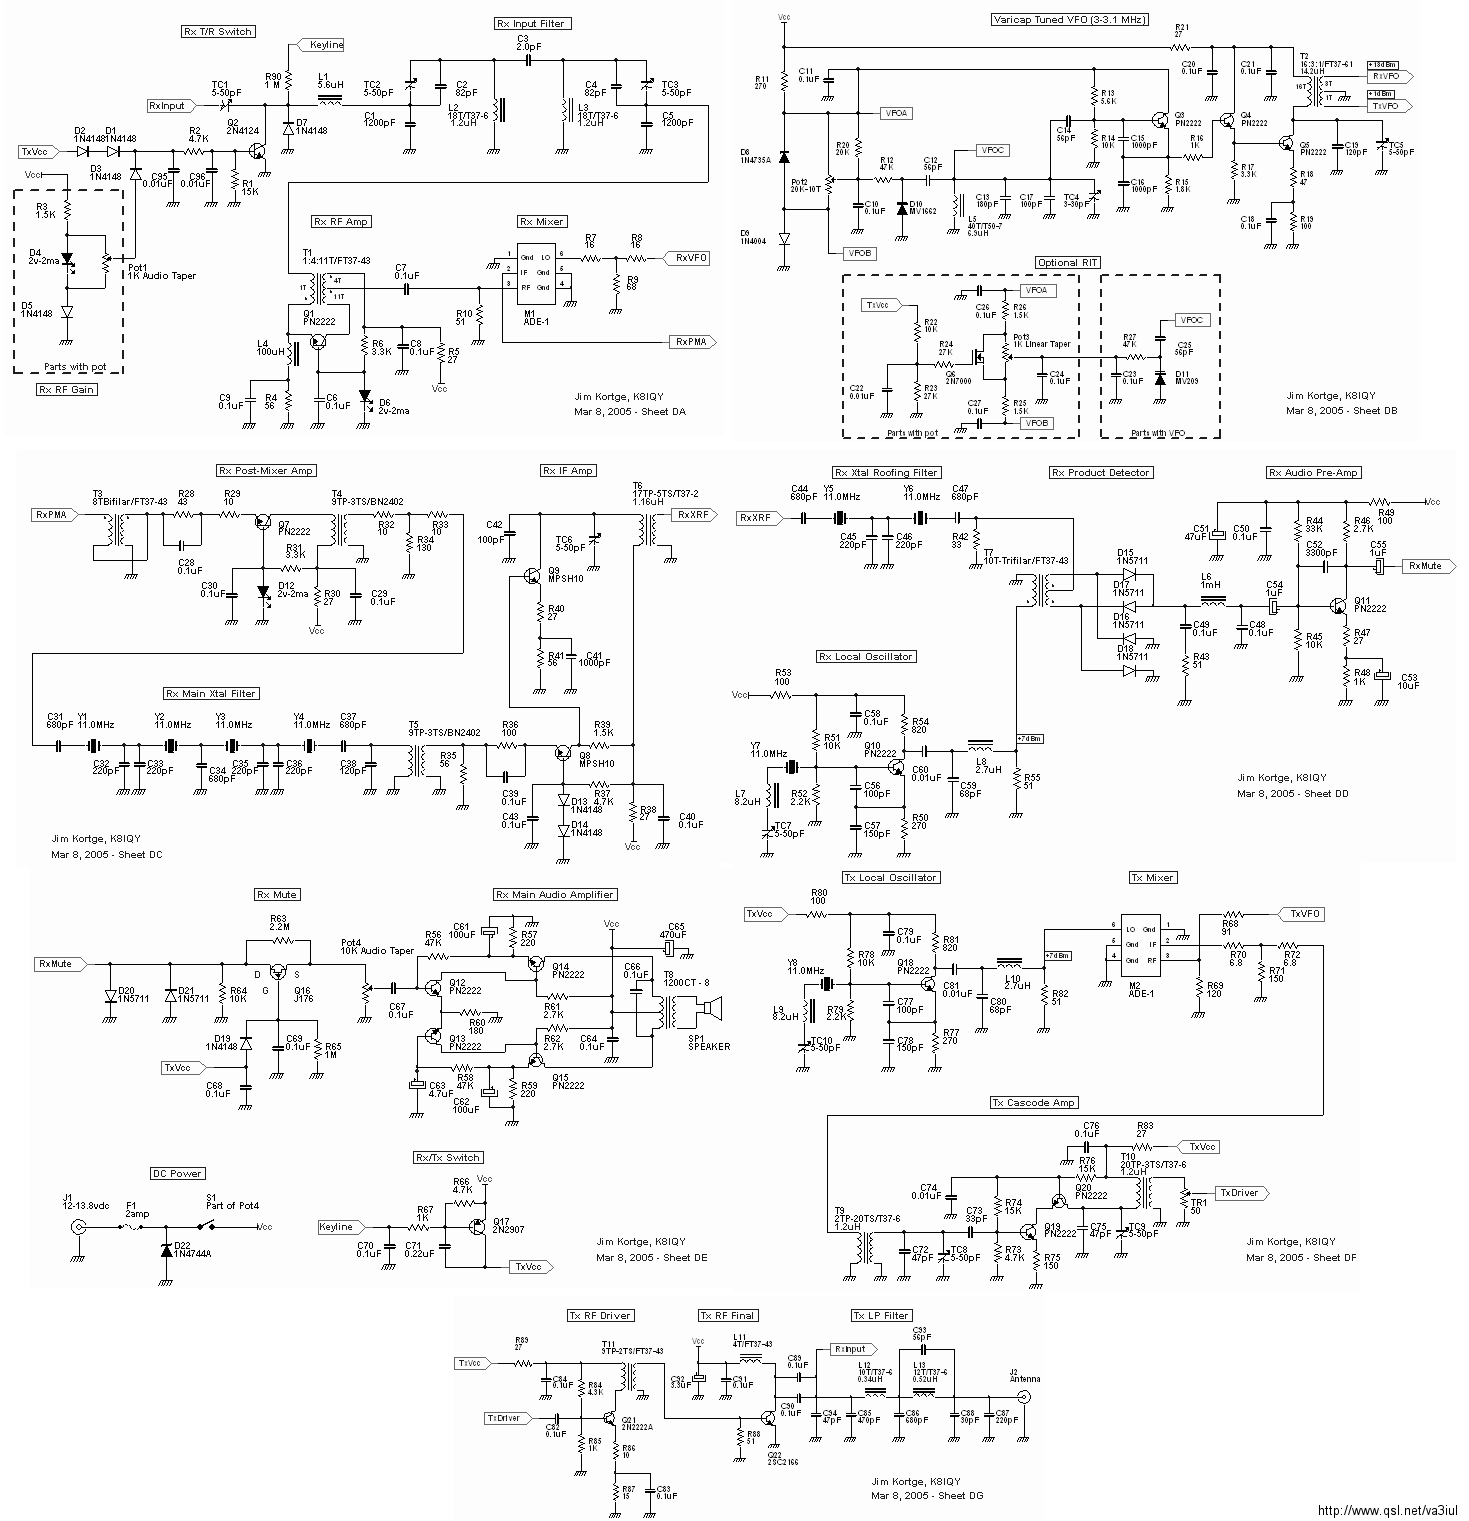 Rx T/R Switch
Rx Input Filter
Keyline
C3
2.0pF
R90
1 M
L1
5.6uH
TC1
5-50pF
TC2
5-50pF
C2
82pF
C4
82pF
TC3
5-50pF
RxInput
L2
18T/T37-6
1.2uH
L3
18T/T37-6
1.2uH
Q2
2N4124
D7
1N4148
C1
1200pF
C5
1200pF
D2
1N4148
D1
1N4148
R2
4.7K
TxVcc
D3
1N4148
C95
0.01uF
C96
0.01uF
R1
15K
Vcc
R3
1.5K
D4
2v-2ma
Pot1
1K Audio Taper
D5
1N4148
Parts with pot
Rx RF Gain
Rx RF Amp
Rx Mixer
T1
1:4:11T/FT37-43
4T
1T
11T
C7
0.1uF
R7
16
R8
16
RxVFO
1 Gnd LO 6
2 IF Gnd 5
3 RF Gnd 4
R9
68
Q1
PN2222
R10
51
M1
ADE-1
L4
100uH
R6
3.3K
C8
0.1uF
R5
27
RxPMA
Vcc
C9
0.1uF
R4
56
C6
0.1uF
D6
2v-2ma
Jim Kortge, K8IQY
Mar 8, 2005 - Sheet DA
Varicap Tuned VFO (3-3.1 MHz)
Vcc
R21
27
T2
16:3:1/FT37-61
14.2uH
+13dBm
RxVFO
16T
3T
1T
+1dBm
TxVFO
R11
270
C11
0.1uF
C20
0.1uF
C21
0.1uF
R13
5.6K
VFOA
Q3
PN2222
Q4
PN2222
C14
56pF
R14
10K
C15
1000pF
R16
1K
Q5
PN2222
C19
120pF
TC5
5-50pF
D8
1N4735A
R20
20K
VFOC
R12
47K
C12
56pF
Pot2
20K-10T
R17
3.3K
R18
47
C16
1000pF
R15
1.8K
C10
0.1uF
D10
MV1662
C13
180pF
C17
100pF
TC4
3-30pF
L5
40T/T50-7
6.9uH
C18
0.1uF
R19
100
D9
1N4004
VFOB
Optional RIT
TxVcc
C26
0.1uF
VFOA
R26
1.5K
R22
10K
R24
27K
Pot3
1K Linear Taper
R27
47K
VFOC
C25
56pF
Q6
2N7000
C22
0.01uF
R23
27K
C24
0.1uF
C23
0.1uF
D11
MV209
C27
0.1uF
R25
1.5K
VFOB
Parts with pot
Parts with VFO
Jim Kortge, K8IQY
Mar 8, 2005 - Sheet DB
Rx Post-Mixer Amp
Rx IF Amp
T3
8TBifilar/FT37-43
R28
43
R29
10
T4
9TP-3TS/BN2402
T6
17TP-5TS/T37-2
1.16uH
RxPMA
RxXRF
Q7
PN2222
R32
10
R33
10
C42
100pF
TC6
5-50pF
R34
130
C28
0.1uF
R31
3.3K
Q9
MPSH10
C30
0.1uF
D12
2v-2ma
R30
27
C29
0.1uF
R40
27
Vcc
R41
56
C41
1000pF
Rx Main Xtal Filter
C31
680pF
Y1
11.0MHz
Y2
11.0MHz
Y3
11.0MHz
Y4
11.0MHz
C37
680pF
T5
9TP-3TS/BN2402
R36
100
R39
1.5K
C32
220pF
C33
220pF
C34
680pF
C35
220pF
C36
220pF
C38
120pF
R35
56
Q8
MPSH10
C39
0.1uF
R37
4.7K
D13
1N4148
C43
0.1uF
R38
27
C40
0.1uF
D14
1N4148
Vcc
Jim Kortge, K8IQY
Mar 8, 2005 - Sheet DC
Rx Xtal Roofing Filter
Rx Product Detector
Rx Audio Pre-Amp
C44
680pF
Y5
11.0MHz
Y6
11.0MHz
C47
680pF
RxXRF
C45
220pF
C46
220pF
R42
33
T7
10T-Trifilar/FT37-43
D15
1N5711
D17
1N5711
D16
1N5711
D18
1N5711
L6
1mH
C49
0.1uF
C48
0.1uF
R43
51
C54
1uF
C51
47uF
C50
0.1uF
R44
33K
R46
2.7K
R49
100
Vcc
C52
3300pF
C55
1uF
RxMute
Q11
PN2222
R45
10K
R47
27
R48
1K
C53
10uF
Rx Local Oscillator
Vcc
R53
100
C58
0.1uF
R54
820
R51
10K
Q10
PN2222
Y7
11.0MHz
C60
0.01uF
L8
2.7uH
+7dBm
L7
8.2uH
R52
2.2K
C56
100pF
C59
68pF
R55
51
TC7
5-50pF
C57
150pF
R50
270
Jim Kortge, K8IQY
Mar 8, 2005 - Sheet DD
Rx Mute
Rx Main Audio Amplifier
R63
2.2M
Pot4
10K Audio Taper
R56
47K
C61
100uF
R57
220
Vcc
C65
470uF
RxMute
D
S
G
Q14
PN2222
C66
0.1uF
T8
1200CT - 8
D20
1N5711
D21
1N5711
R64
10K
Q16
J176
Q12
PN2222
C67
0.1uF
R61
2.7K
R60
180
R62
2.7K
C64
0.1uF
SP1
SPEAKER
Q13
PN2222
D19
1N4148
C69
0.1uF
R65
1M
TxVcc
C68
0.1uF
Q15
PN2222
C63
4.7uF
R58
47K
C62
100uF
R59
220
DC Power
Rx/Tx Switch
J1
12-13.8vdc
F1
2amp
S1
Part of Pot4
Vcc
D22
1N4744A
R66
4.7K
Vcc
Keyline
R67
1K
Q17
2N2907
C70
0.1uF
C71
0.22uF
TxVcc
Jim Kortge, K8IQY
Mar 8, 2005 - Sheet DE
Tx Local Oscillator
Tx Mixer
TxVcc
R80
100
C79
0.1uF
R81
820
R78
10K
Q18
PN2222
Y8
11.0MHz
C81
0.01uF
L10
2.7uH
+7dBm
6 LO Gnd 1
5 Gnd IF 2
4 Gnd RF 3
M2
ADE-1
R68
91
TxVFO
R70
6.8
R72
6.8
R71
150
R69
120
L9
8.2uH
R79
2.2K
C77
100pF
C80
68pF
R82
51
TC10
5-50pF
C78
150pF
R77
270
Tx Cascode Amp
C76
0.1uF
R83
27
TxVcc
R76
15K
T10
20TP-3TS/T37-6
1.2uH
C74
0.01uF
Q20
PN2222
TxDriver
TR1
50
R74
15K
T9
2TP-20TS/T37-6
1.2uH
C73
33pF
Q19
PN2222
C75
47pF
TC9
5-50pF
C72
47pF
TC8
5-50pF
R73
4.7K
R75
150
Jim Kortge, K8IQY
Mar 8, 2005 - Sheet DF
Tx RF Driver
Tx RF Final
Tx LP Filter
R89
27
T11
9TP-2TS/FT37-43
Vcc
L11
4T/FT37-43
C93
56pF
RxInput
C89
0.1uF
TxVcc
C84
0.1uF
R84
4.3K
C92
3.3uF
C91
0.1uF
L12
10T/T37-6
0.34uH
L13
12T/T37-6
0.52uH
J2
Antenna
TxDriver
C82
0.1uF
Q21
2N2222A
C90
0.1uF
C94
47pF
C85
470pF
C86
680pF
C88
30pF
C87
220pF
R85
1K
R86
10
R88
51
Q22
2SC2166
R87
15
C83
0.1uF
Jim Kortge, K8IQY
Mar 8, 2005 - Sheet DG
http://www.qsl.net/va3iul